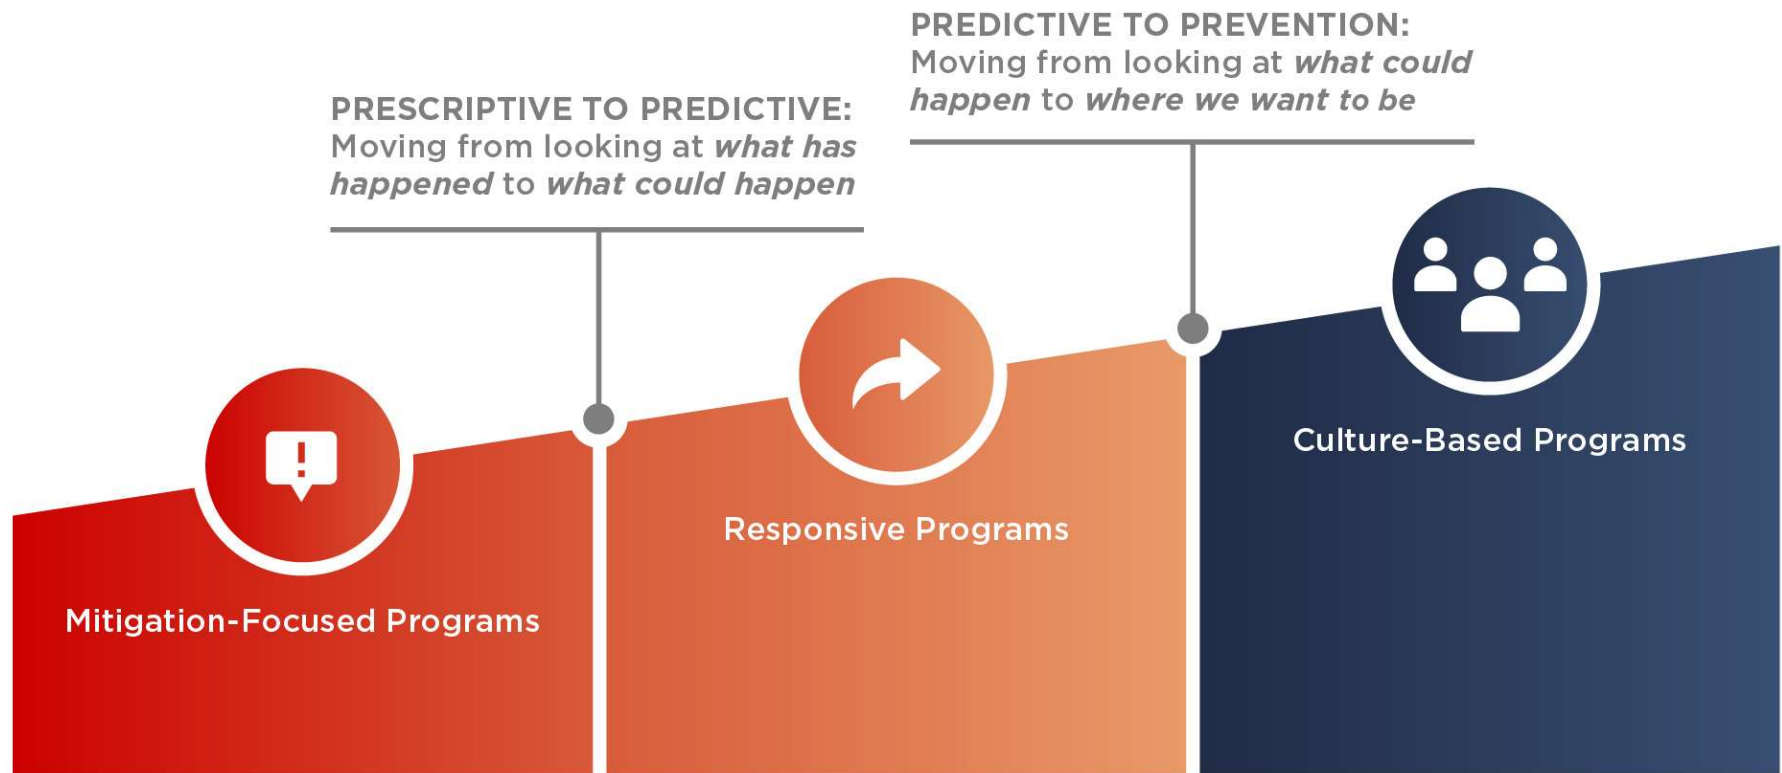 PREDICTIVE TO PREVENTION:
Moving from looking at what could
happen to where we want to be
PRESCRIPTIVE TO PREDICTIVE:
Moving from looking at what has
happened to what could happen
!
Culture-Based Programs
Responsive Programs
Mitigation-Focused Programs